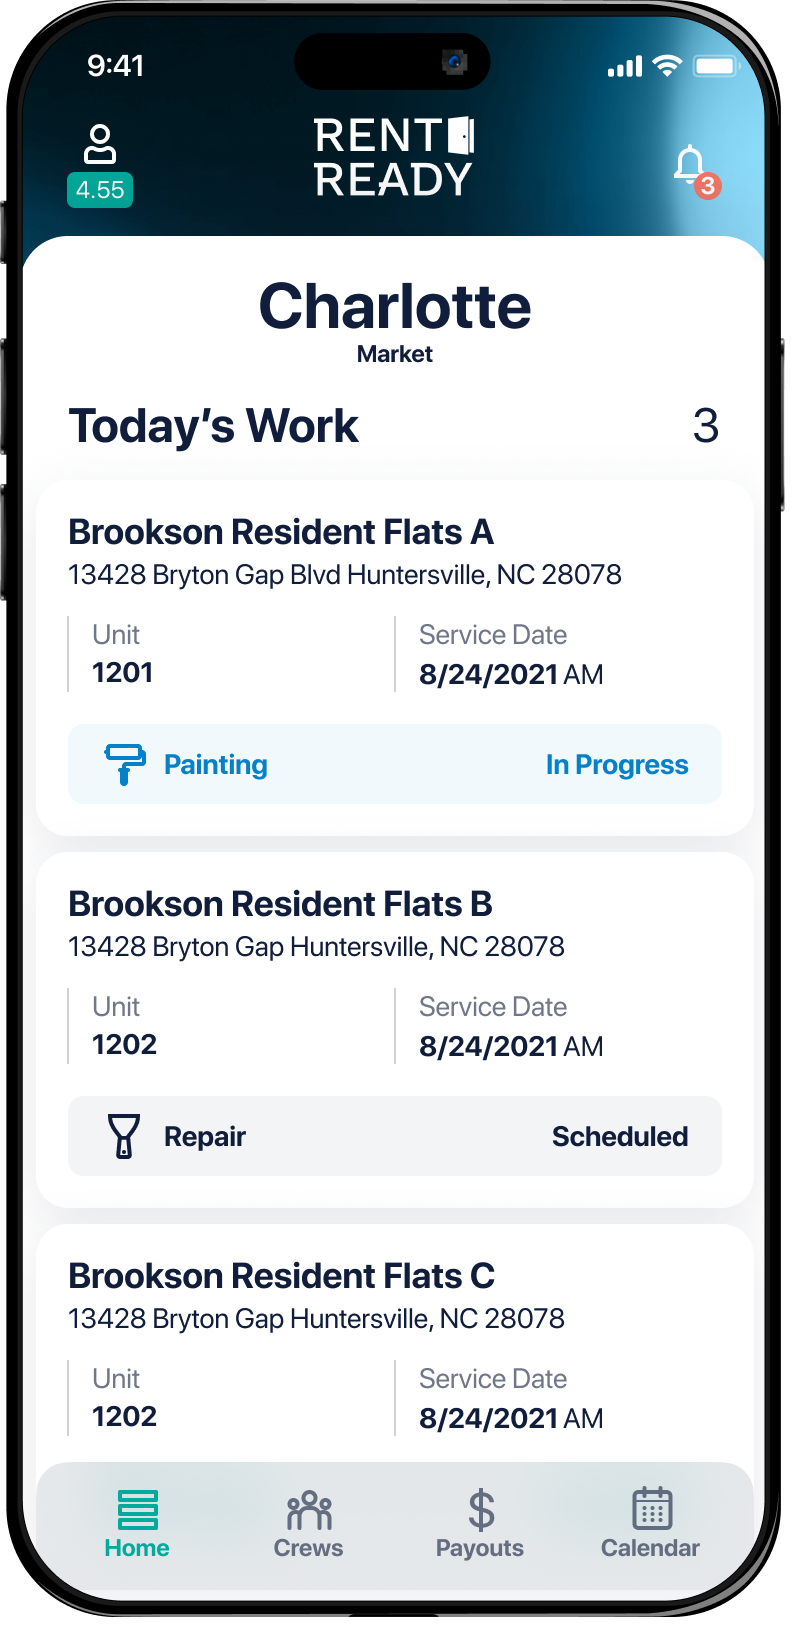 9:41
4.55
RENT
READY
3
Charlotte
Market
Today's Work 3
Brookson Resident Flats A
13428 Bryton Gap Blvd Huntersville, NC 28078
Unit Service Date
1201 8/24/2021 AM
Painting In Progress
Brookson Resident Flats B
13428 Bryton Gap Huntersville, NC 28078
Unit Service Date
1202 8/24/2021 AM
Repair Scheduled
Brookson Resident Flats C
13428 Bryton Gap Huntersville, NC 28078
Unit Service Date
1202 8/24/2021 AM
Home Crews Payouts Calendar